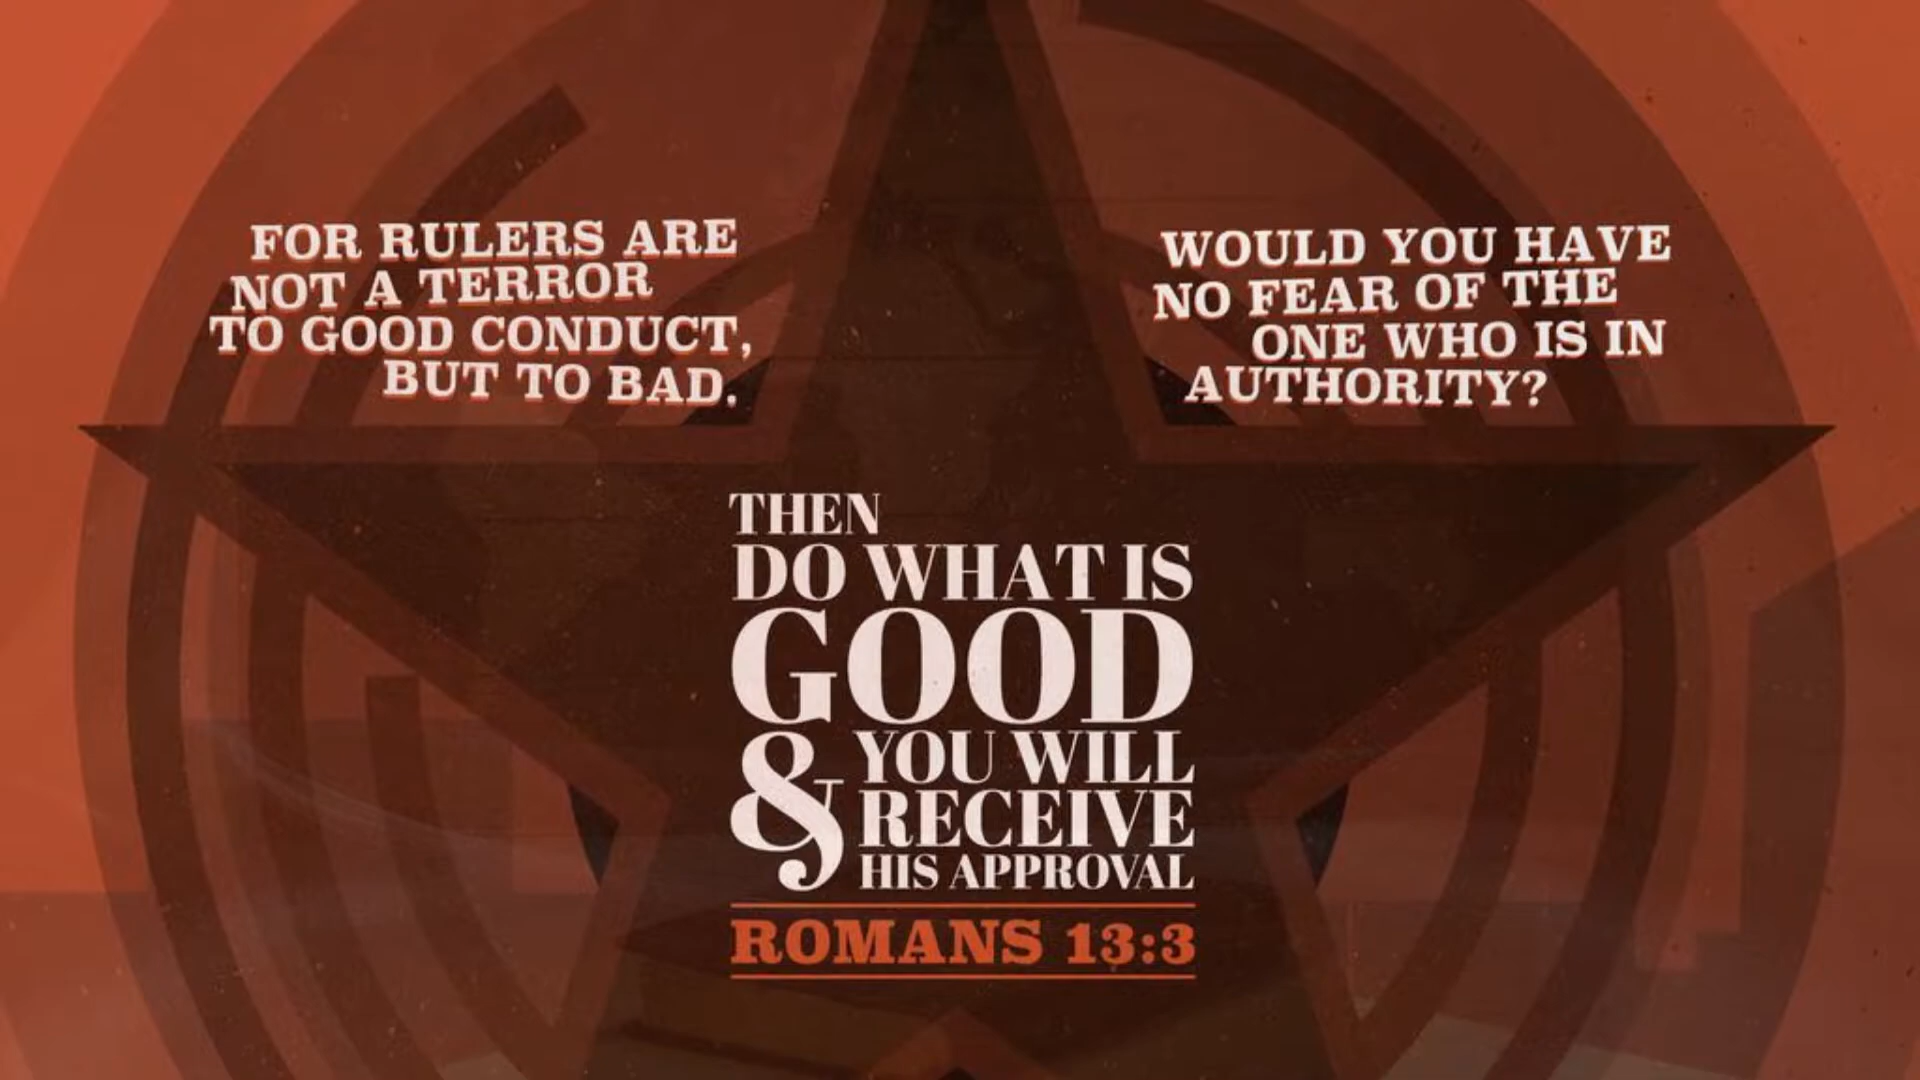 FOR RULERS ARE
NOT A TERROR
TO GOOD CONDUCT,
BUT TO BAD.
WOULD YOU HAVE
NO FEAR OF THE
ONE WHO IS IN
AUTHORITY?
THEN
DO WHAT IS
GOOD
& YOU WILL
RECEIVE
HIS APPROVAL
ROMANS 13:3